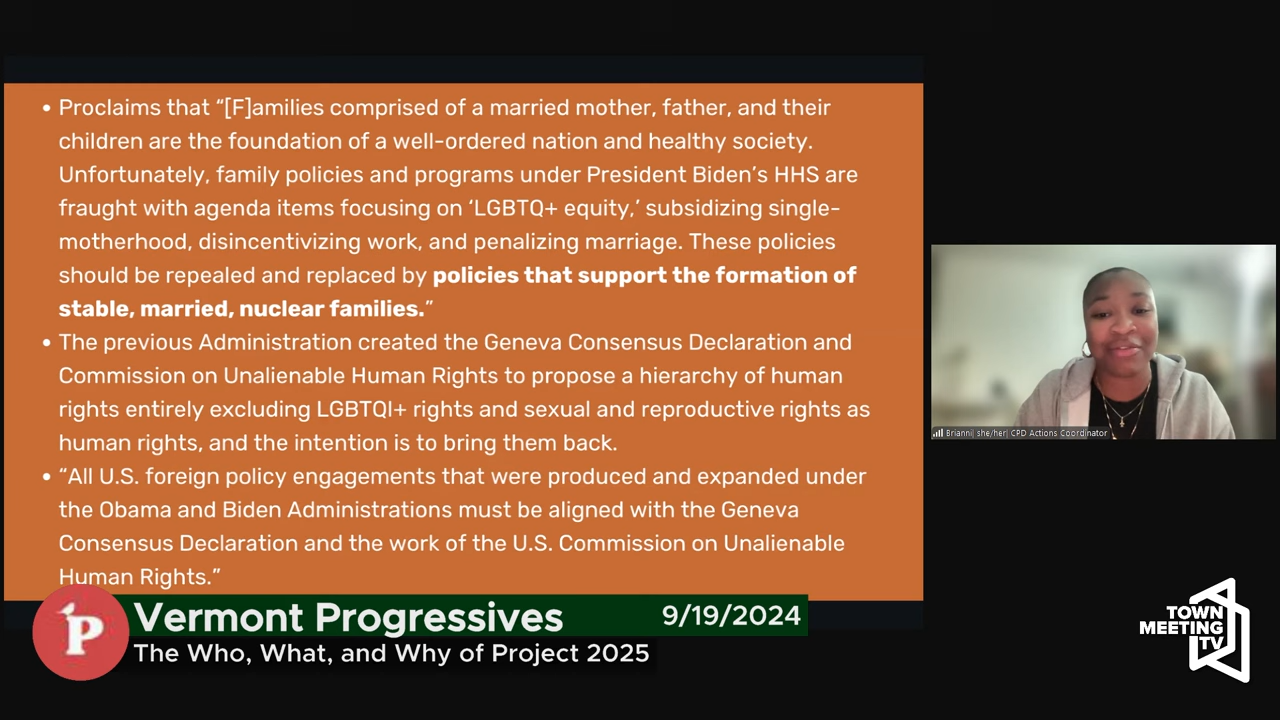 • Proclaims that “[F]amilies comprised of a married mother, father, and their
children are the foundation of a well-ordered nation and healthy society.
Unfortunately, family policies and programs under President Biden’s HHS are
fraught with agenda items focusing on ‘LGBTQ+ equity,’ subsidizing single-
motherhood, disincentivizing work, and penalizing marriage. These policies
should be repealed and replaced by policies that support the formation of
stable, married, nuclear families.”
• The previous Administration created the Geneva Consensus Declaration and
Commission on Unalienable Human Rights to propose a hierarchy of human
rights entirely excluding LGBTQI+ rights and sexual and reproductive rights as
human rights, and the intention is to bring them back.
• “All U.S. foreign policy engagements that were produced and expanded under
the Obama and Biden Administrations must be aligned with the Geneva
Consensus Declaration and the work of the U.S. Commission on Unalienable
Human Rights.”
Brianni| she/her| CPD Actions Coordinator
P
Vermont Progressives 9/19/2024
The Who, What, and Why of Project 2025
TOWN
MEETING
TV